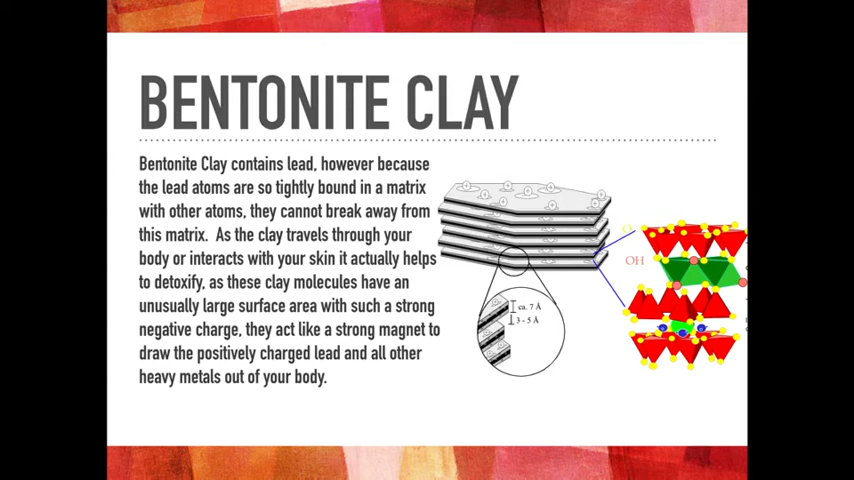 BENTONITE CLAY
Bentonite Clay contains lead, however because
the lead atoms are so tightly bound in a matrix
with other atoms, they cannot break away from
this matrix. As the clay travels through your
body or interacts with your skin it actually helps
to detoxify, as these clay molecules have an
unusually large surface area with such a strong
negative charge, they act like a strong magnet to
draw the positively charged lead and all other
heavy metals out of your body.
O
OH
ca. 7 Å
3 - 5 Å